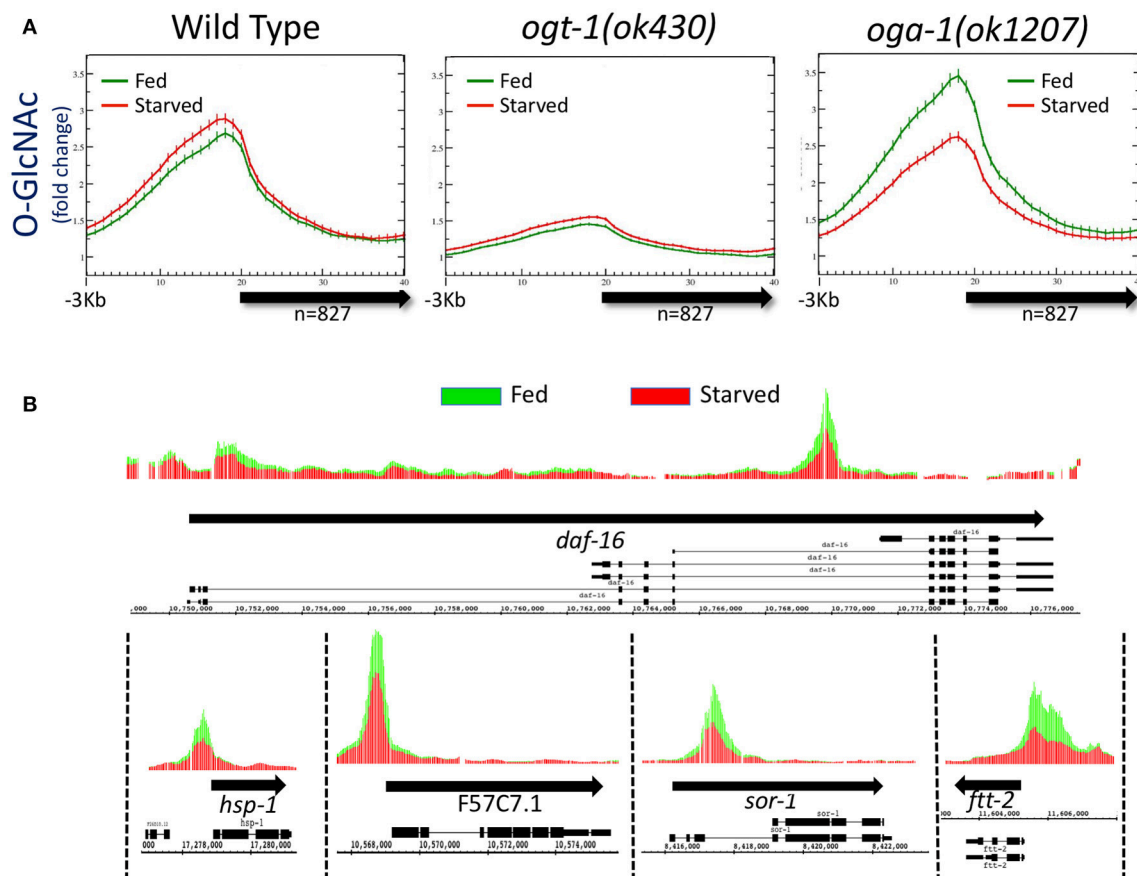 A
Wild Type
ogt-1(ok430)
oga-1(ok1207)
O-GlcNAc
(fold change)
Fed
Starved
3.5
3
2.5
2
1.5
1
10
20
30
40
-3Kb
n=827
Fed
Starved
3.5
3
2.5
2
1.5
1
10
20
30
40
-3Kb
n=827
Fed
Starved
3.5
3
2.5
2
1.5
1
10
20
30
-3Kb
n=827
B
Fed
Starved
daf-16
daf-16
daf-16
daf-16
daf-16
daf-16
daf-16
,000 10,750,000 10,752,000 10,754,000 10,756,000 10,758,000 10,760,000 10,762,000 10,764,000 10,766,000 10,768,000 10,770,000 10,772,000 10,774,000 10,776,000
hsp-1
hsp-1
000 17,278,000 17,280,000
F57C7.1
10,568,000 10,570,000 10,572,000 10,574,000
sor-1
sor-1
sor-1
8,416,000 8,418,000 8,420,000 8,422,000
ftt-2
11,604,000 11,606,000
ftt-2
ftt-2